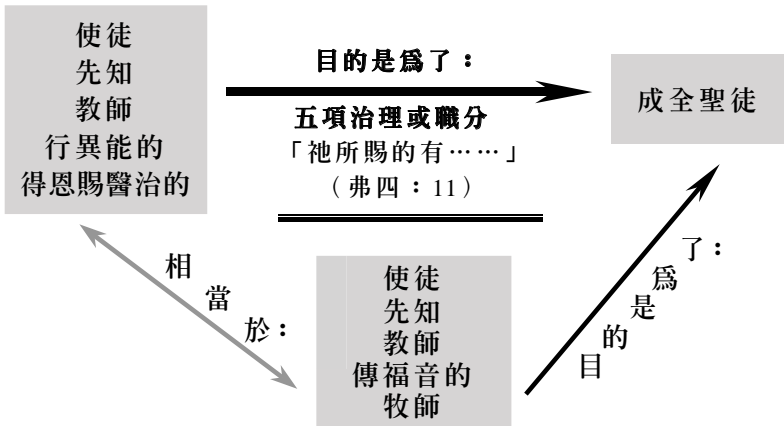 使徒
先知
教師
行異能的
得恩賜醫治的
目的是爲了：
五項治理或職分
「祂所賜的有⋯⋯」
（弗四：11）
成全聖徒
相當於：
使徒
先知
教師
傳福音的
牧師
目的是爲了：